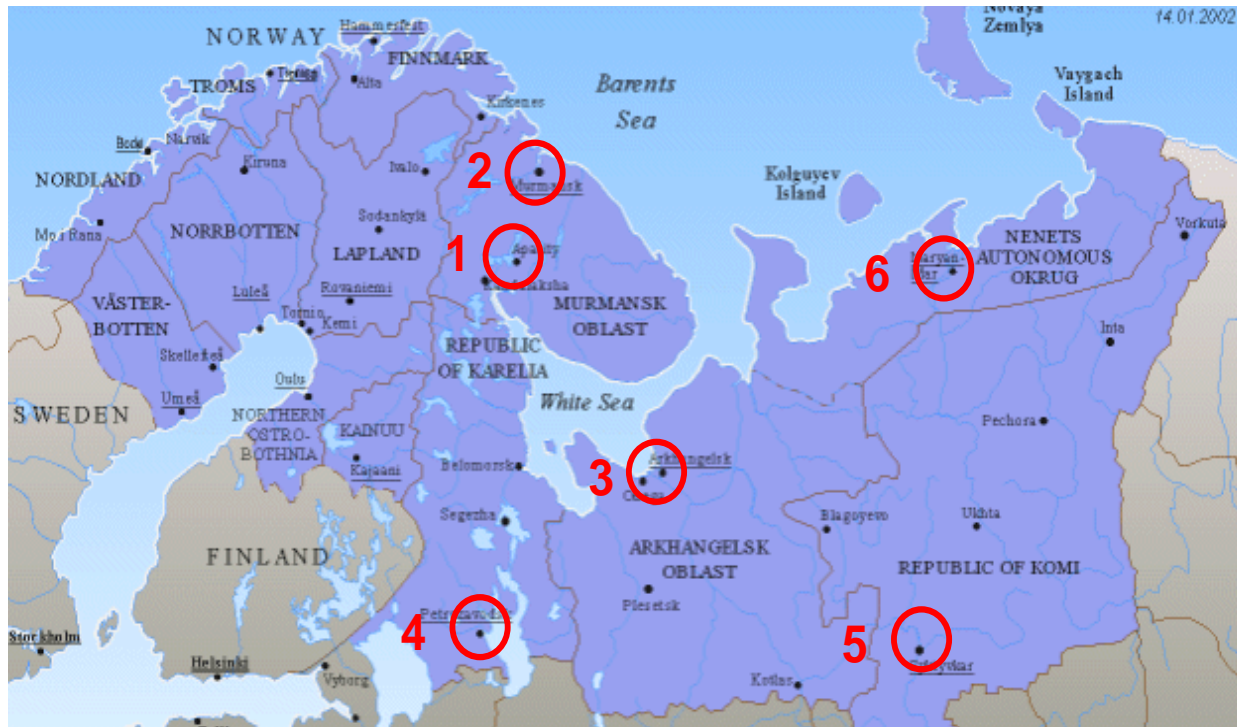 14.01.2002
Novaya
Zemlya
Hammesfest
NORWAY
FINNMARK
TROMS
Alta
Vaygach
Island
Barents
Sea
Kirkenes
Bodø
Narvik
Kiruna
Ivalo
2
Murmansk
NORDLAND
Kolguyev
Island
Mo i Rana
NORRBOTTEN
Sodankylä
LAPLAND
1
Apatity
Kandalaksha
6
Naryan-
Mar
NENETS
AUTONOMOUS
OKRUG
Vorkuta
VÄSTER-
BOTTEN
Luleå
Rovaniemi
Tornio
Kemi
MURMANSK
OBLAST
Inta
REPUBLIC
OF KARELIA
Skellefteå
Oulu
Umeå
SWEDEN
NORTHERN
OSTRO-
BOTHNIA
KAINUU
Kajaani
White Sea
Pechora
Belomorsk
3
Arkhangelsk
Segezha
Blagoyevo
Ukhta
FINLAND
ARKHANGELSK
OBLAST
REPUBLIC OF KOMI
Plesetsk
4
Petrozavodsk
5
Stockholm
Helsinki
Vyborg
Kotlas